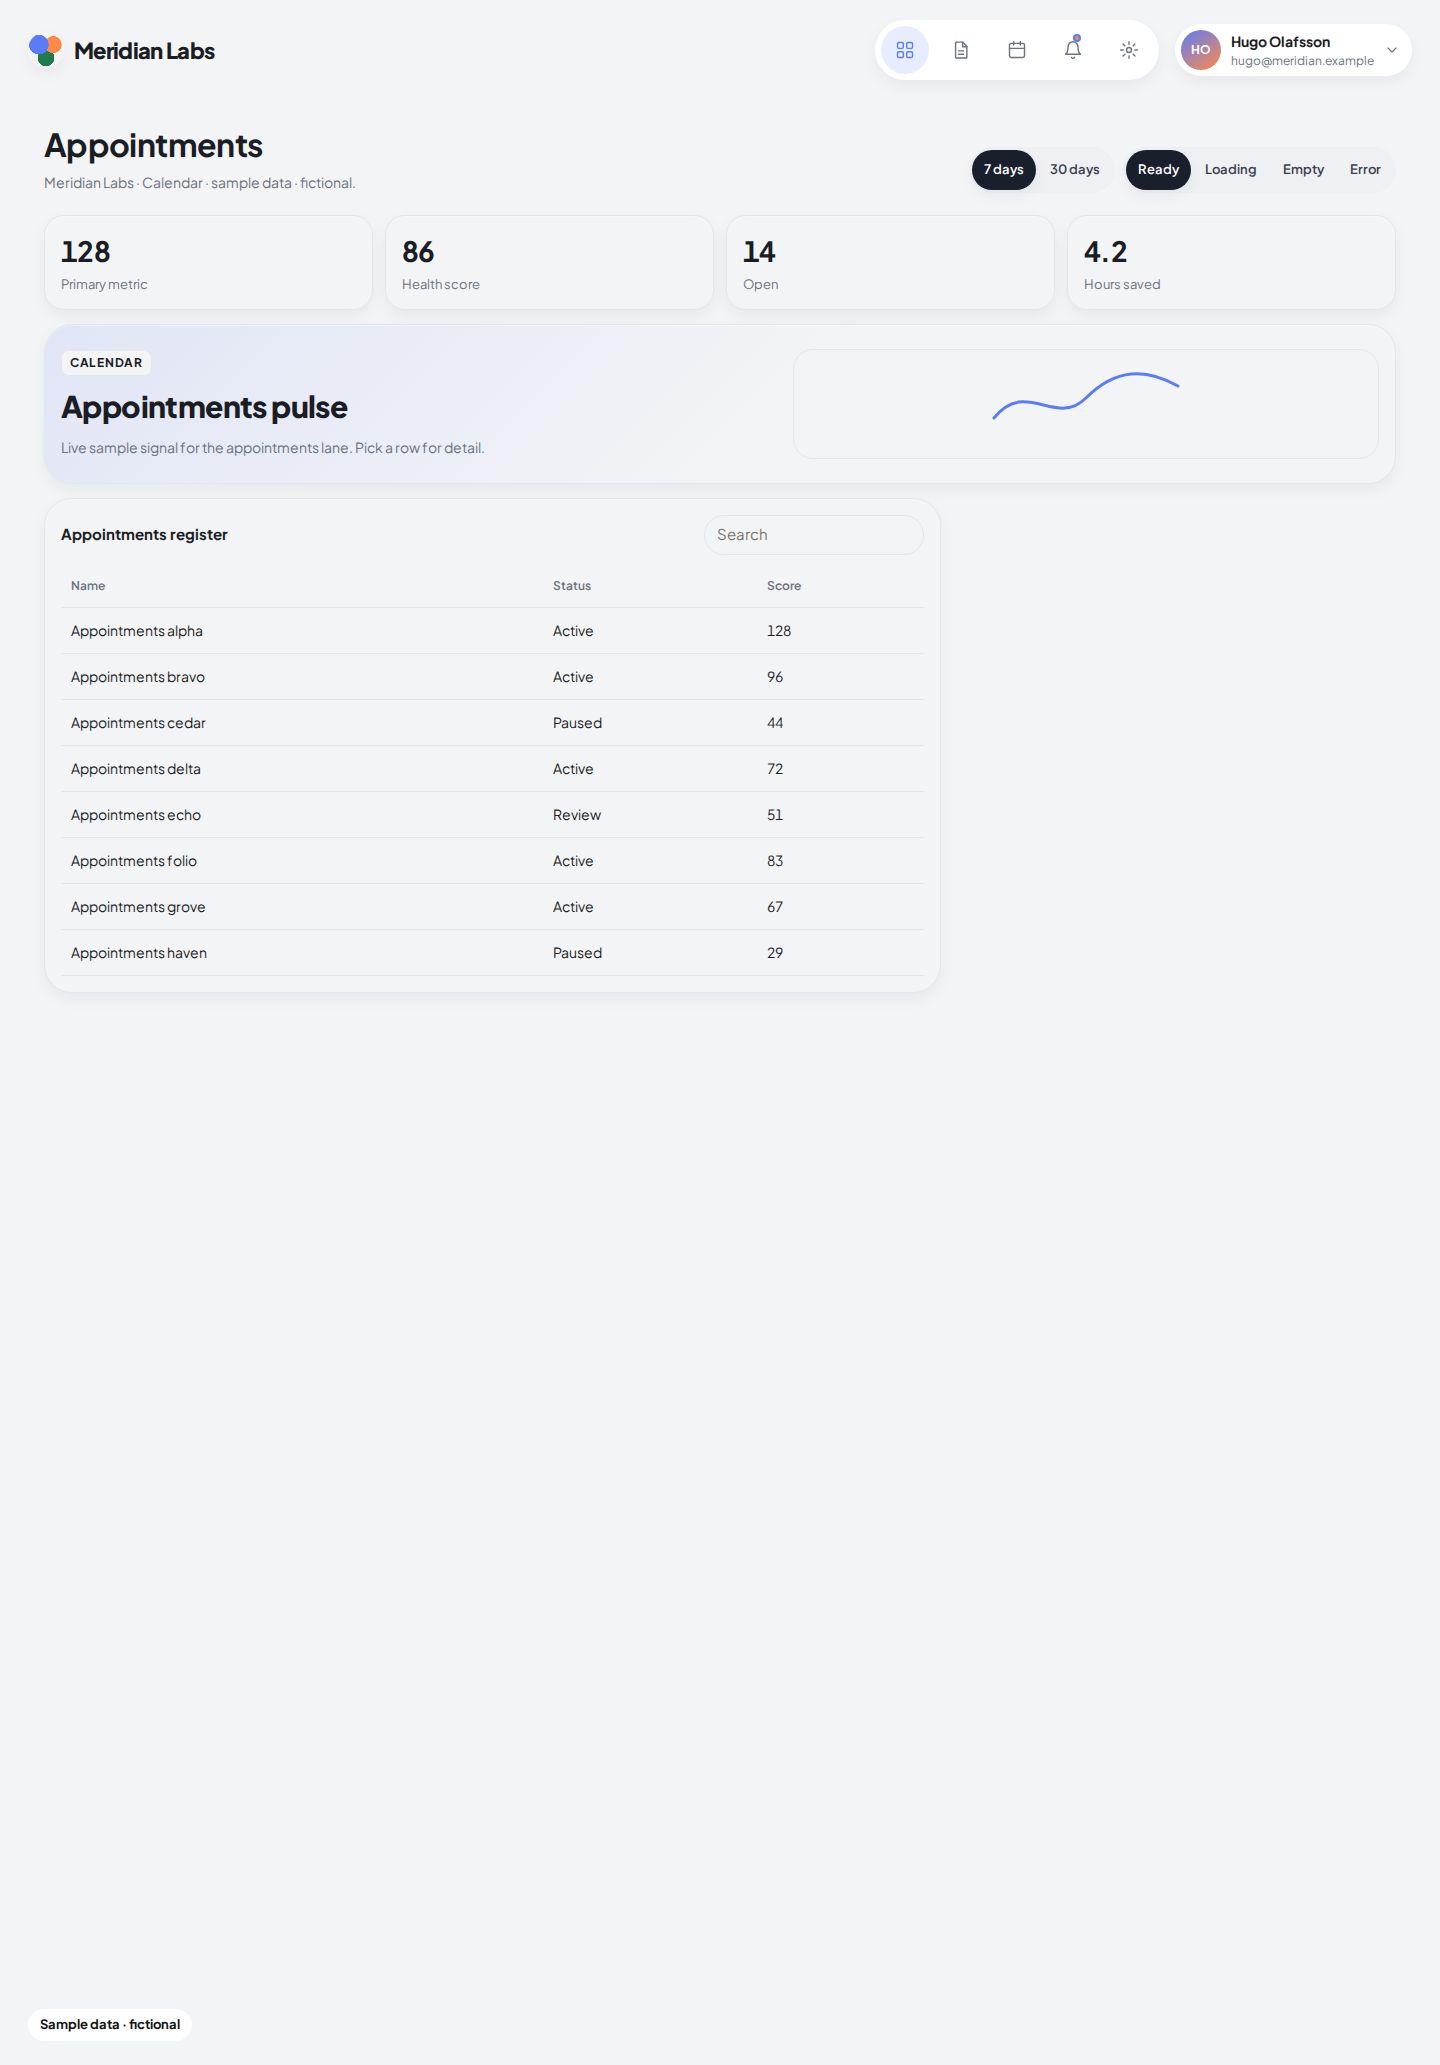 Meridian Labs
HO
Hugo Olafsson
hugo@meridian.example
Appointments
Meridian Labs · Calendar · sample data · fictional.
7 days 30 days Ready Loading Empty Error
128 86 14 4.2
Primary metric Health score Open Hours saved
CALENDAR
Appointments pulse
Live sample signal for the appointments lane. Pick a row for detail.
Appointments register Search
Name Status Score
Appointments alpha Active 128
Appointments bravo Active 96
Appointments cedar Paused 44
Appointments delta Active 72
Appointments echo Review 51
Appointments folio Active 83
Appointments grove Active 67
Appointments haven Paused 29
Sample data · fictional